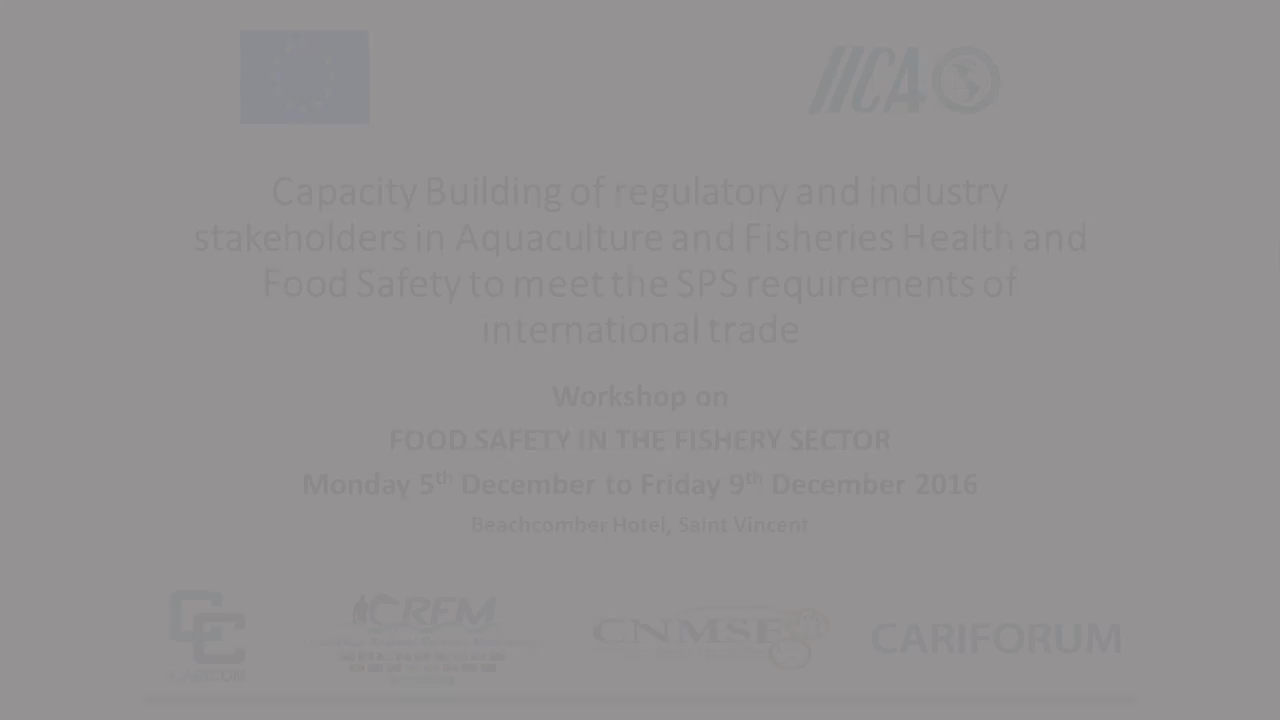 IICA
Capacity Building of regulatory and industry
stakeholders in Aquaculture and Fisheries Health and
Food Safety to meet the SPS requirements of
international trade
Workshop on
FOOD SAFETY IN THE FISHERY SECTOR
Monday 5th December to Friday 9th December 2016
Beachcomber Hotel, Saint Vincent
CARICOM
CRFM
CNMSF
CARIFORUM